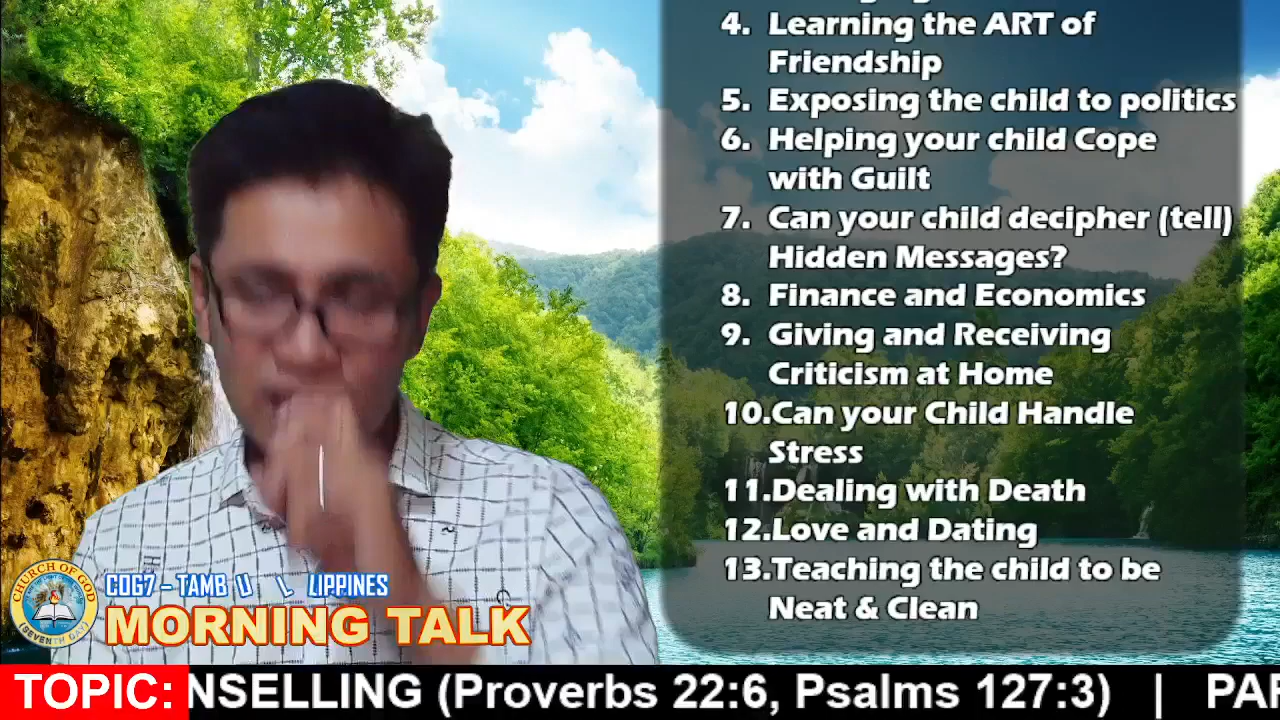 4. Learning the ART of
Friendship
5. Exposing the child to politics
6. Helping your child Cope
with Guilt
7. Can your child decipher (tell)
Hidden Messages?
8. Finance and Economics
9. Giving and Receiving
Criticism at Home
10.Can your Child Handle
Stress
11.Dealing with Death
12.Love and Dating
13.Teaching the child to be
Neat & Clean
CHURCH OF GOD
(SEVENTH DAY)
COG7 - TAMB LIPPINES
MORNING TALK
TOPIC: NSELLING (Proverbs 22:6, Psalms 127:3) | PAR